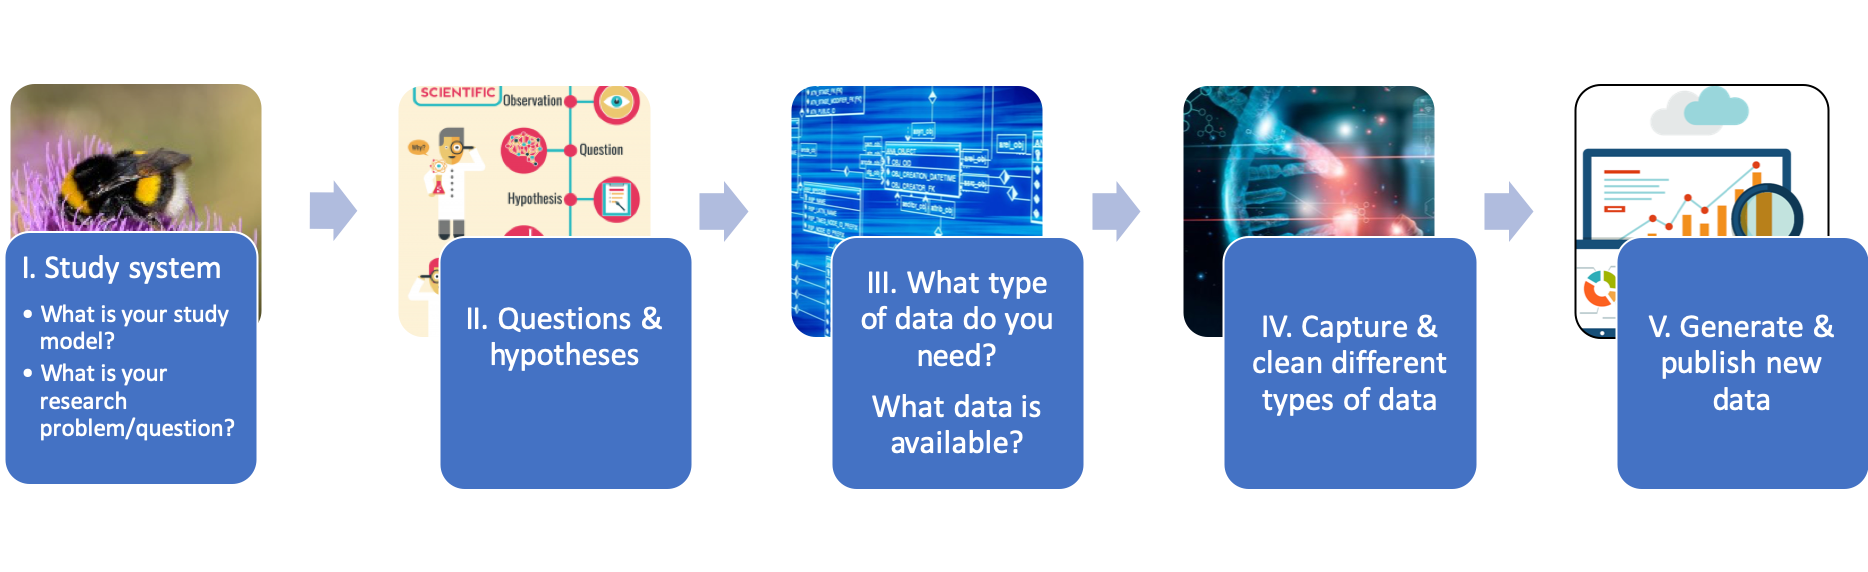 I. Study system
• What is your study
model?
• What is your
research
problem/question?
SCIENTIFIC
Observation
Why?
Question
Hypothesis
II. Questions &
hypotheses
III. What type
of data do you
need?
What data is
available?
IV. Capture &
clean different
types of data
V. Generate &
publish new
data